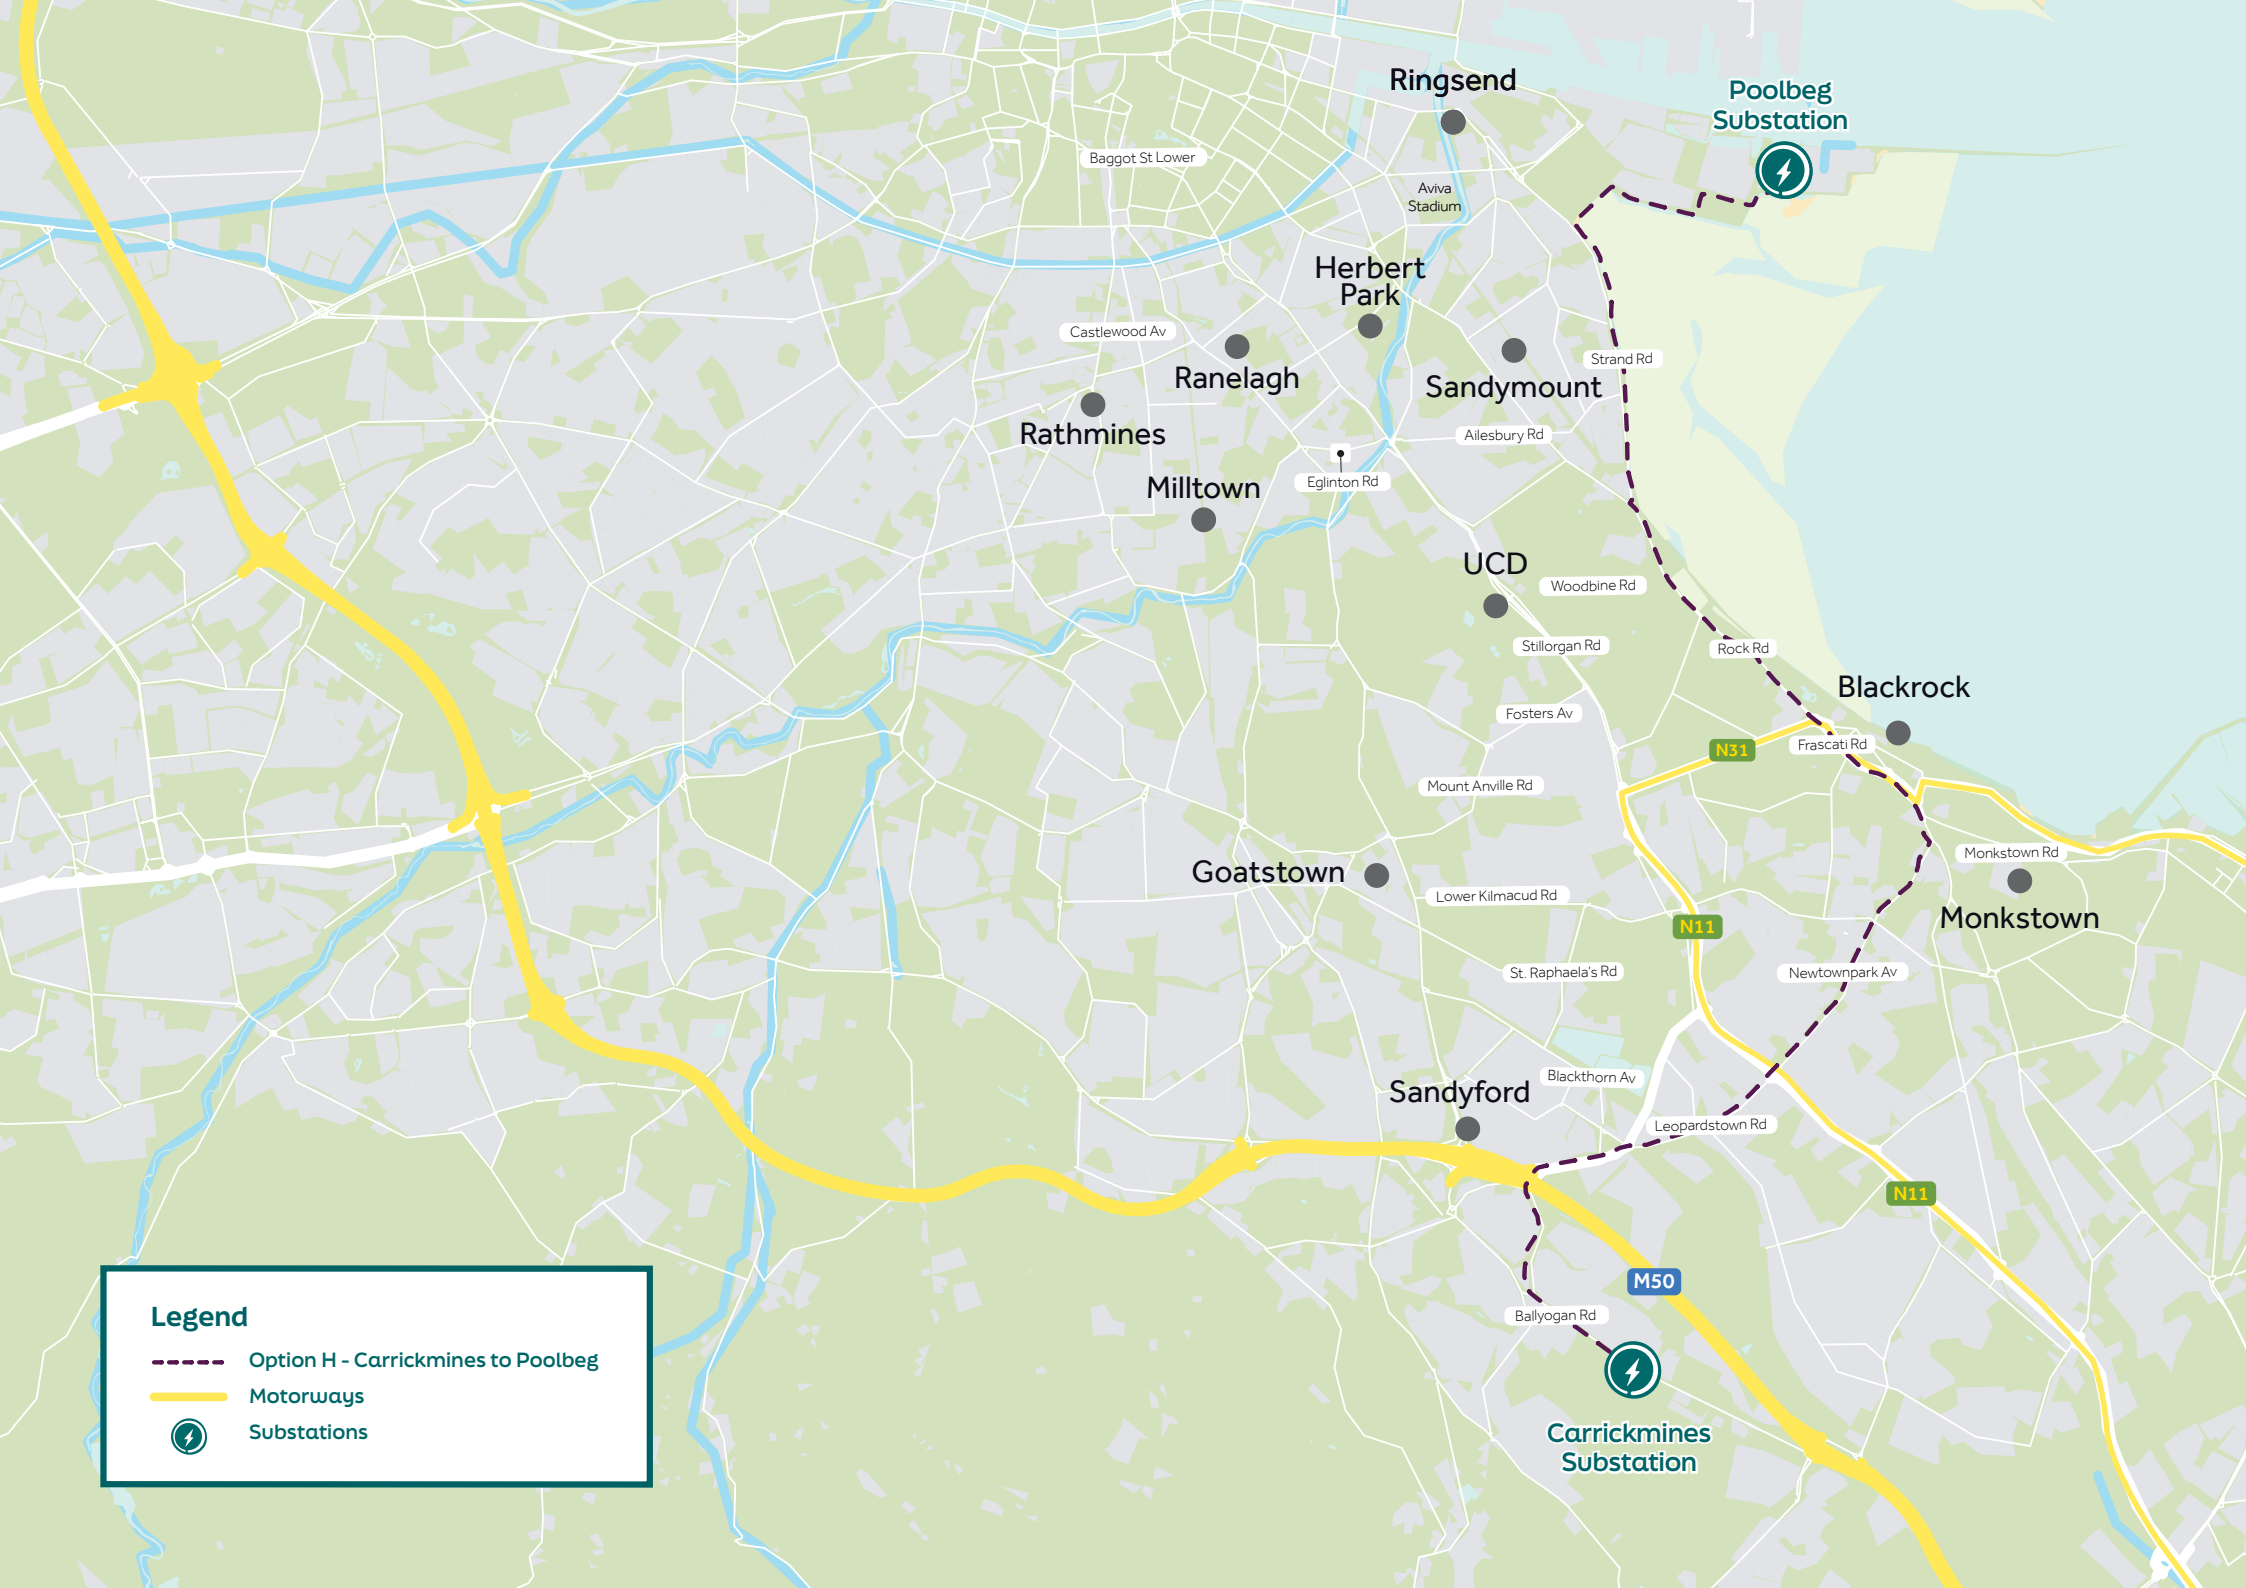 Ringsend
Poolbeg
Substation
Baggot St Lower
Aviva
Stadium
Herbert
Park
Castlewood Av
Ranelagh
Strand Rd
Sandymount
Rathmines
Ailesbury Rd
Milltown
Eglinton Rd
UCD
Woodbine Rd
Stillorgan Rd
Rock Rd
Blackrock
Fosters Av
N31
Frascati Rd
Mount Anville Rd
Monkstown Rd
Goatstown
Lower Kilmacud Rd
N11
Monkstown
St. Raphaela's Rd
Newtownpark Av
Blackthorn Av
Sandyford
Leopardstown Rd
N11
M50
Ballyogan Rd
Carrickmines
Substation
Legend
Option H - Carrickmines to Poolbeg
Motorways
Substations